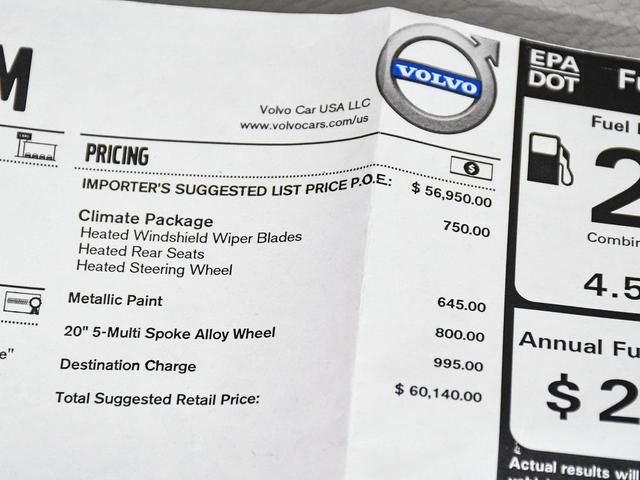 M
Volvo Car USA LLC
www.volvocars.com/us
VOLVO
PRICING
IMPORTER'S SUGGESTED LIST PRICE P.O.E.: $ 56,950.00
Climate Package 750.00
Heated Windshield Wiper Blades
Heated Rear Seats
Heated Steering Wheel
Metallic Paint 645.00
20" 5-Multi Spoke Alloy Wheel 800.00
Destination Charge 995.00
Total Suggested Retail Price: $ 60,140.00
e"
EPA
DOT
Fu
Fuel
2
Combin
4.5
Annual Fu
$ 2
Actual results will